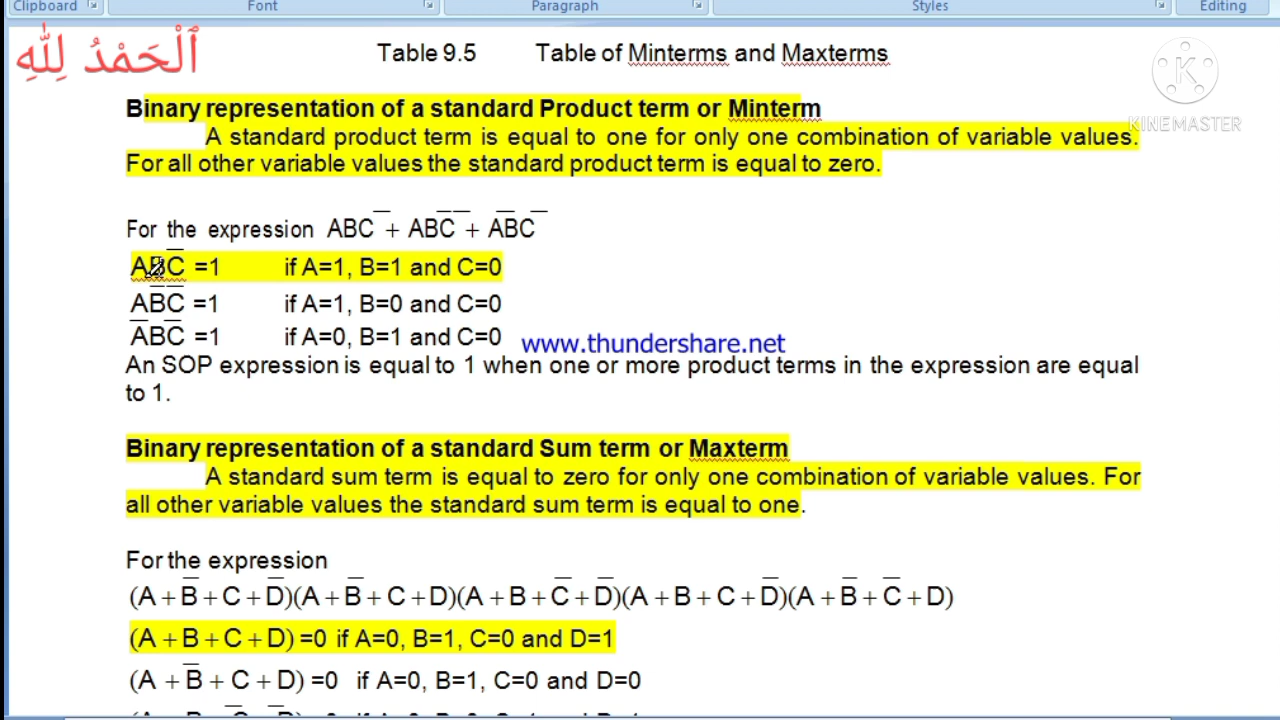 Clipboard Font Paragraph Styles Editing
ٱلْحَمْدُ لِلَّٰهِ
Table 9.5 Table of Minterms and Maxterms
K
KINEMASTER
Binary representation of a standard Product term or Minterm
A standard product term is equal to one for only one combination of variable values.
For all other variable values the standard product term is equal to zero.
For the expression ABC̅ + AB̅C̅ + A̅BC̅
ABC̅ =1 if A=1, B=1 and C=0
AB̅C̅ =1 if A=1, B=0 and C=0
A̅BC̅ =1 if A=0, B=1 and C=0
www.thundershare.net
An SOP expression is equal to 1 when one or more product terms in the expression are equal
to 1.
Binary representation of a standard Sum term or Maxterm
A standard sum term is equal to zero for only one combination of variable values. For
all other variable values the standard sum term is equal to one.
For the expression
(A + B̅ + C + D̅)(A + B̅ + C + D)(A + B + C̅ + D̅)(A + B + C + D̅)(A + B̅ + C̅ + D)
(A + B + C + D) =0 if A=0, B=1, C=0 and D=1
(A + B̅ + C + D) =0 if A=0, B=1, C=0 and D=0